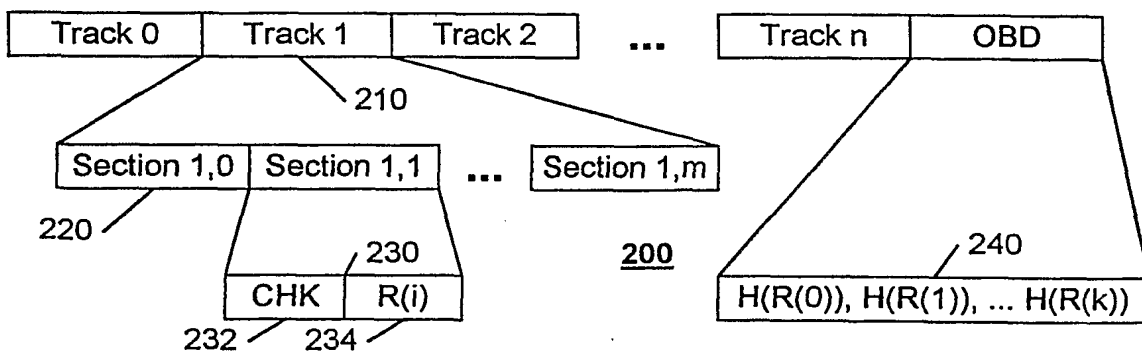 Track 0 Track 1 Track 2 ... Track n OBD
210
Section 1,0 Section 1,1 ... Section 1,m
220 230 200 240
CHK R(i) H(R(0)), H(R(1)), ... H(R(k))
232 234